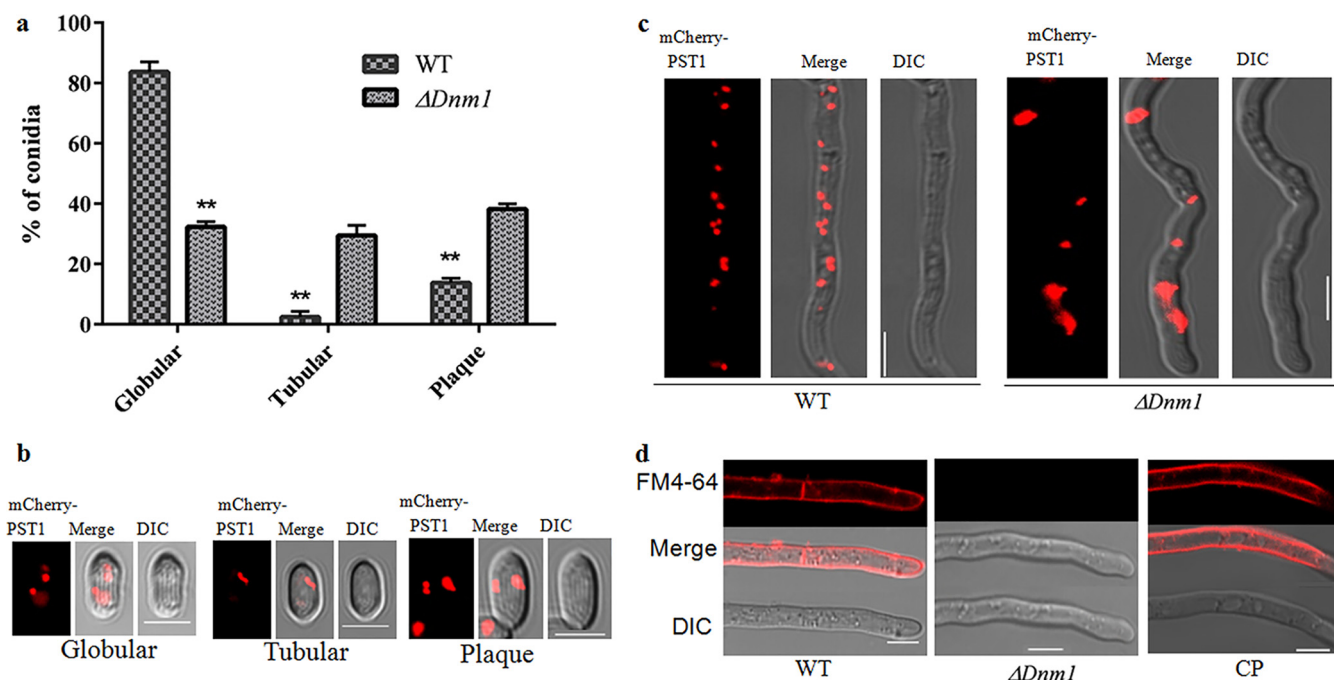 a
100
80
60
40
20
0
% of conidia
WT
ΔDnm1
**
**
**
Globular
Tubular
Plaque
b
mCherry-
PST1 Merge DIC
Globular
mCherry-
PST1 Merge DIC
Tubular
mCherry-
PST1 Merge DIC
Plaque
c
mCherry-
PST1 Merge DIC
WT
mCherry-
PST1 Merge DIC
ΔDnm1
d
FM4-64
Merge
DIC
WT
ΔDnm1
CP